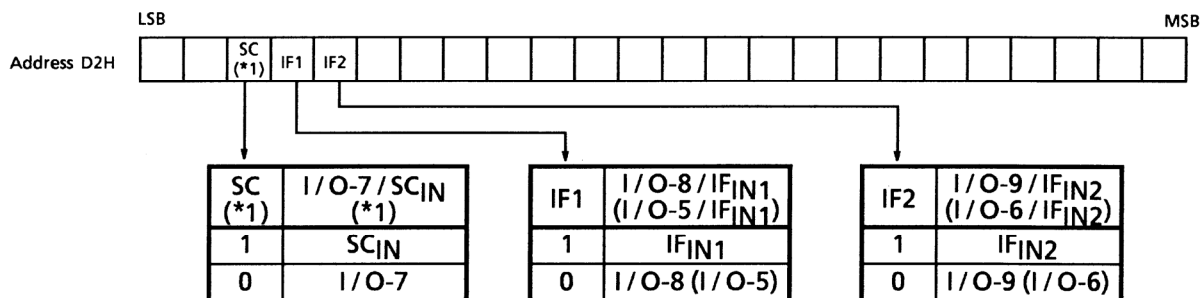 LSB MSB
Address D2H SC (*1) IF1 IF2
SC (*1) I/O-7/SCIN (*1)
1 SCIN
0 I/O-7
IF1 I/O-8/IFIN1 (I/O-5/IFIN1)
1 IFIN1
0 I/O-8 (I/O-5)
IF2 I/O-9/IFIN2 (I/O-6/IFIN2)
1 IFIN2
0 I/O-9 (I/O-6)